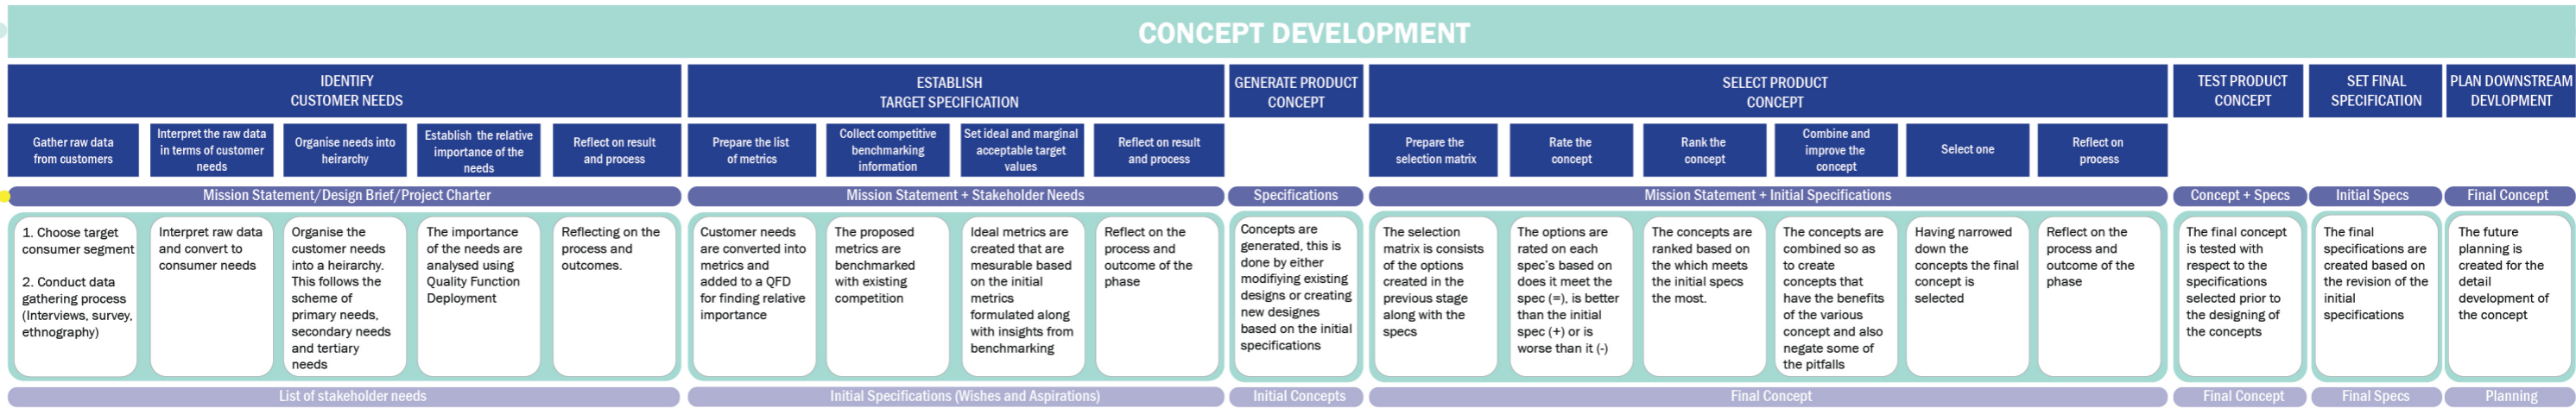 CONCEPT DEVELOPMENT
IDENTIFY
CUSTOMER NEEDS
ESTABLISH
TARGET SPECIFICATION
GENERATE PRODUCT
CONCEPT
SELECT PRODUCT
CONCEPT
TEST PRODUCT
CONCEPT
SET FINAL
SPECIFICATION
PLAN DOWNSTREAM
DEVLOPMENT
Gather raw data
from customers
Interpret the raw data
in terms of customer
needs
Organise needs into
heirarchy
Establish the relative
importance of the
needs
Reflect on result
and process
Prepare the list
of metrics
Collect competitive
benchmarking
information
Set ideal and marginal
acceptable target
values
Reflect on result
and process
Prepare the
selection matrix
Rate the
concept
Rank the
concept
Combine and
improve the
concept
Select one
Reflect on
process
Mission Statement/Design Brief/Project Charter
Mission Statement + Stakeholder Needs
Specifications
Mission Statement + Initial Specifications
Concept + Specs
Initial Specs
Final Concept
1. Choose target
consumer segment
2. Conduct data
gathering process
(Interviews, survey,
ethnography)
Interpret raw data
and convert to
consumer needs
Organise the
customer needs
into a heirarchy.
This follows the
scheme of
primary needs,
secondary needs
and tertiary
needs
The importance
of the needs are
analysed using
Quality Function
Deployment
Reflecting on the
process and
outcomes.
Customer needs
are converted into
metrics and
added to a QFD
for finding relative
importance
The proposed
metrics are
benchmarked
with existing
competition
Ideal metrics are
created that are
mesurable based
on the initial
metrics
formulated along
with insights from
benchmarking
Reflect on the
process and
outcome of the
phase
Concepts are
generated, this is
done by either
modifiying existing
designs or creating
new designes
based on the initial
specifications
The selection
matrix is consists
of the options
created in the
previous stage
along with the
specs
The options are
rated on each
spec's based on
does it meet the
spec (=), is better
than the initial
spec (+) or is
worse than it (-)
The concepts are
ranked based on
the which meets
the initial specs
the most.
The concepts are
combined so as
to create
concepts that
have the benefits
of the various
concept and also
negate some of
the pitfalls
Having narrowed
down the
concepts the final
concept is
selected
Reflect on the
process and
outcome of the
phase
The final concept
is tested with
respect to the
specifications
selected prior to
the designing of
the concepts
The final
specifications are
created based on
the revision of the
initial
specifications
The future
planning is
created for the
detail
development of
the concept
List of stakeholder needs
Initial Specifications (Wishes and Aspirations)
Initial Concepts
Final Concept
Final Concept
Final Specs
Planning